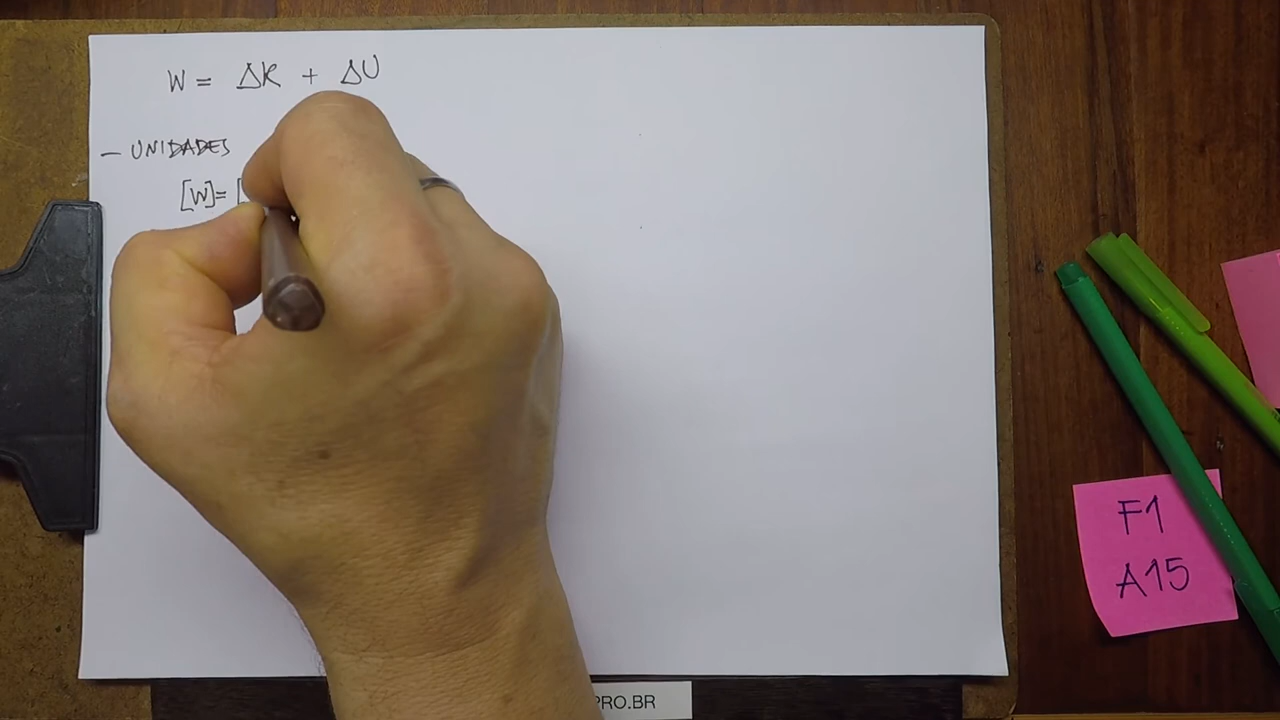 W = ΔK + ΔU
– UNIDADES
[W]= [
F1
A15
PRO.BR